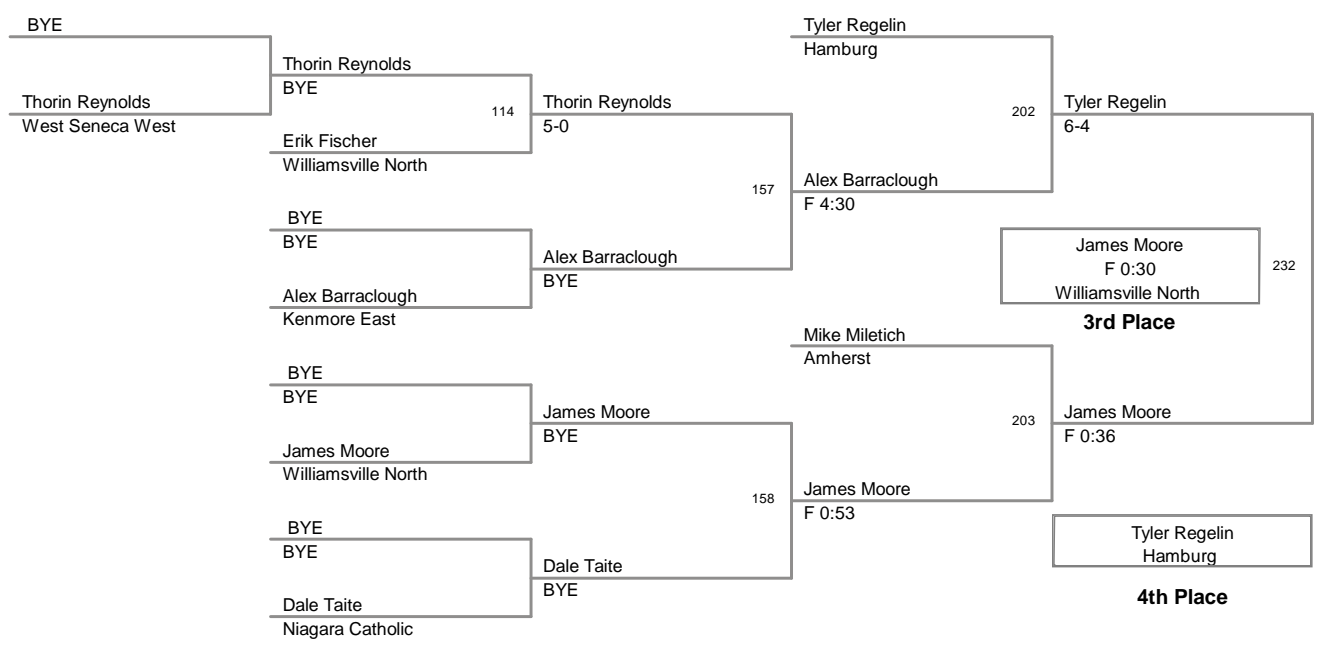 BYE
Thorin Reynolds
West Seneca West
Thorin Reynolds
BYE
114
Erik Fischer
Williamsville North
BYE
BYE
Alex Barraclough
Kenmore East
BYE
BYE
James Moore
Williamsville North
BYE
BYE
Dale Taite
Niagara Catholic
Thorin Reynolds
5-0
157
Alex Barraclough
BYE
James Moore
BYE
158
Dale Taite
BYE
Tyler Regelin
Hamburg
202
Alex Barraclough
F 4:30
Mike Miletich
Amherst
203
James Moore
F 0:53
Tyler Regelin
6-4
232
James Moore
F 0:36
James Moore
F 0:30
Williamsville North
3rd Place
Tyler Regelin
Hamburg
4th Place